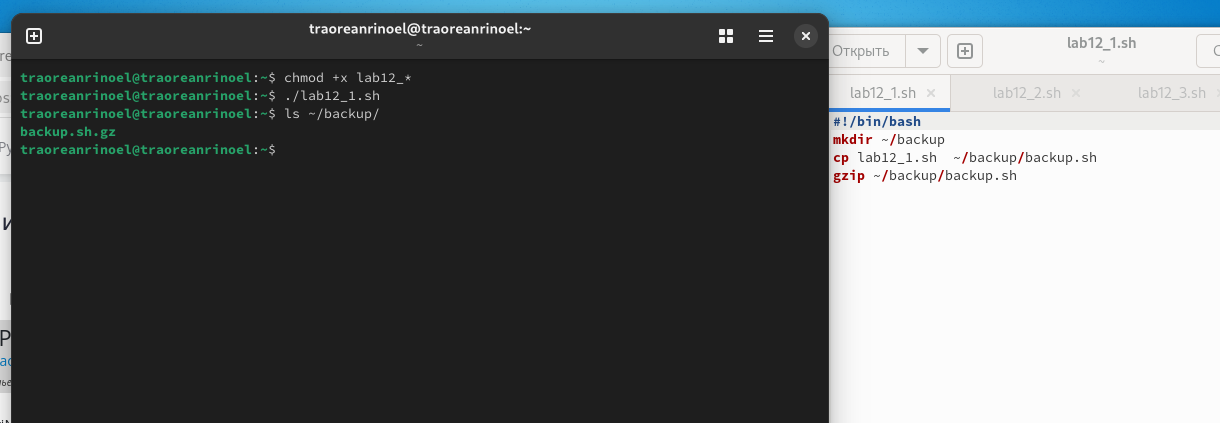 traoreanrinoel@traoreanrinoel:~
~
traoreanrinoel@traoreanrinoel:~$ chmod +x lab12_*
traoreanrinoel@traoreanrinoel:~$ ./lab12_1.sh
traoreanrinoel@traoreanrinoel:~$ ls ~/backup/
backup.sh.gz
traoreanrinoel@traoreanrinoel:~$
Открыть
lab12_1.sh
~
lab12_1.sh × lab12_2.sh × lab12_3.sh ×
#!/bin/bash
mkdir ~/backup
cp lab12_1.sh  ~/backup/backup.sh
gzip ~/backup/backup.sh